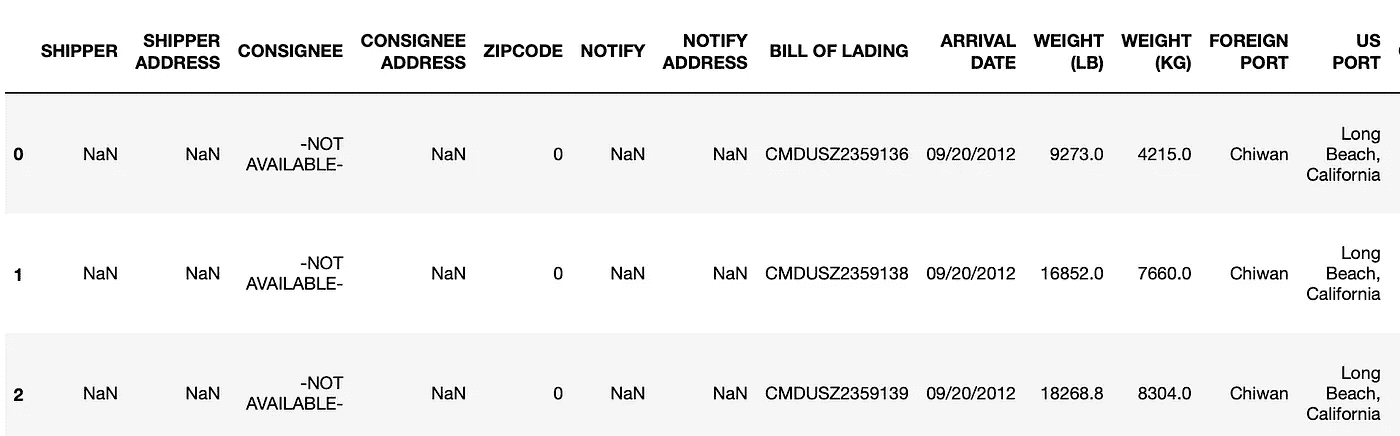 SHIPPER SHIPPER ADDRESS CONSIGNEE CONSIGNEE ADDRESS ZIPCODE NOTIFY NOTIFY ADDRESS BILL OF LADING ARRIVAL DATE WEIGHT (LB) WEIGHT (KG) FOREIGN PORT US PORT
0 NaN NaN -NOT AVAILABLE- NaN 0 NaN NaN CMDUSZ2359136 09/20/2012 9273.0 4215.0 Chiwan Long Beach, California
1 NaN NaN -NOT AVAILABLE- NaN 0 NaN NaN CMDUSZ2359138 09/20/2012 16852.0 7660.0 Chiwan Long Beach, California
2 NaN NaN -NOT AVAILABLE- NaN 0 NaN NaN CMDUSZ2359139 09/20/2012 18268.8 8304.0 Chiwan Long Beach, California